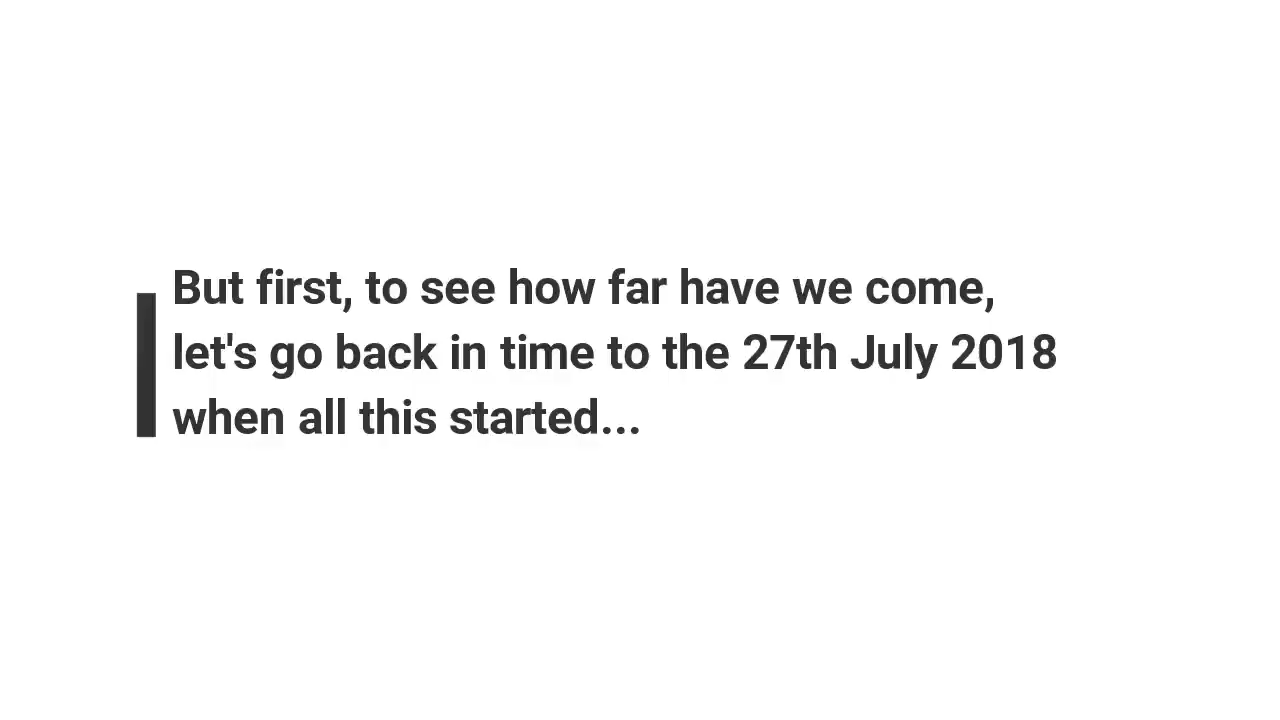 But first, to see how far have we come,
let's go back in time to the 27th July 2018
when all this started...